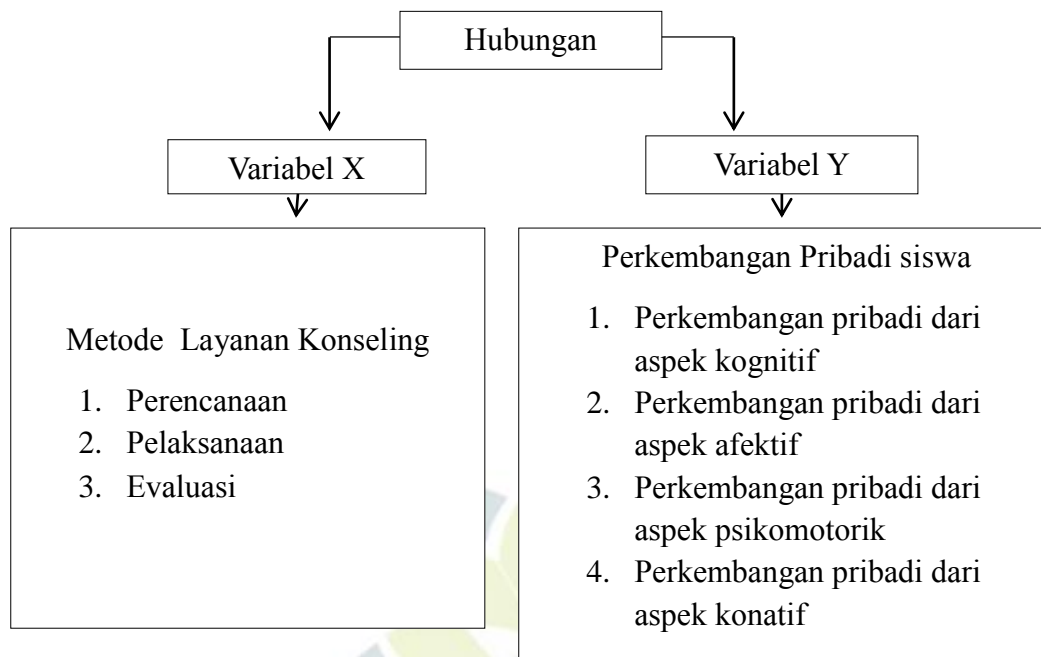 Hubungan
Variabel X
Variabel Y
Metode Layanan Konseling
1. Perencanaan
2. Pelaksanaan
3. Evaluasi
Perkembangan Pribadi siswa
1. Perkembangan pribadi dari
aspek kognitif
2. Perkembangan pribadi dari
aspek afektif
3. Perkembangan pribadi dari
aspek psikomotorik
4. Perkembangan pribadi dari
aspek konatif